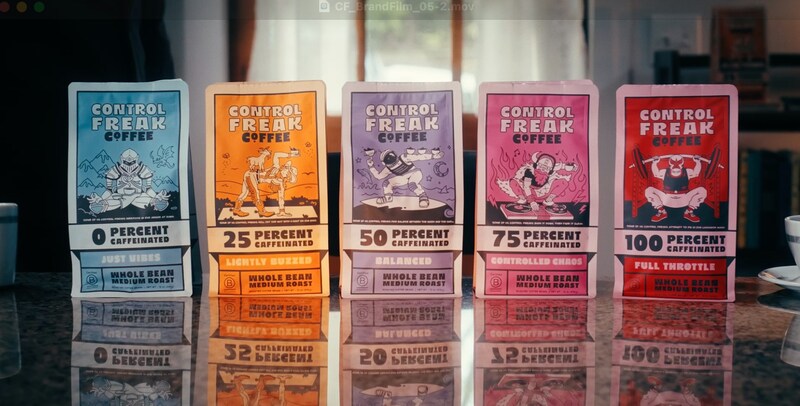 CF_BrandFilm_05-2.mov
CONTROL
FREAK
COFFEE
0 PERCENT
CAFFEINATED
JUST VIBES
WHOLE BEAN
MEDIUM ROAST
CONTROL
FREAK
COFFEE
25 PERCENT
CAFFEINATED
LIGHTLY BUZZED
WHOLE BEAN
MEDIUM ROAST
CONTROL
FREAK
COFFEE
50 PERCENT
CAFFEINATED
BALANCED
WHOLE BEAN
MEDIUM ROAST
CONTROL
FREAK
COFFEE
75 PERCENT
CAFFEINATED
CONTROLLED CHAOS
WHOLE BEAN
MEDIUM ROAST
CONTROL
FREAK
COFFEE
100 PERCENT
CAFFEINATED
FULL THROTTLE
WHOLE BEAN
MEDIUM ROAST